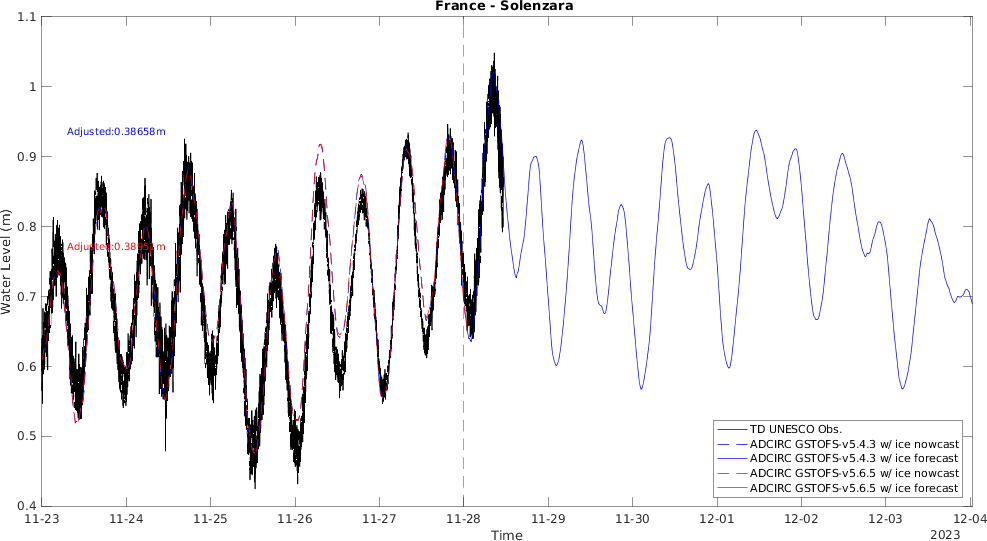 France - Solenzara
1.1
1
0.9
0.8
0.7
0.6
0.5
0.4
Water Level (m)
Adjusted:0.38658m
TD UNESCO Obs.
ADCIRC GSTOFS-v5.4.3 w/ ice nowcast
ADCIRC GSTOFS-v5.4.3 w/ ice forecast
ADCIRC GSTOFS-v5.6.5 w/ ice nowcast
ADCIRC GSTOFS-v5.6.5 w/ ice forecast
11-23
11-24
11-25
11-26
11-27
11-28
11-29
11-30
12-01
12-02
12-03
12-04
Time
2023